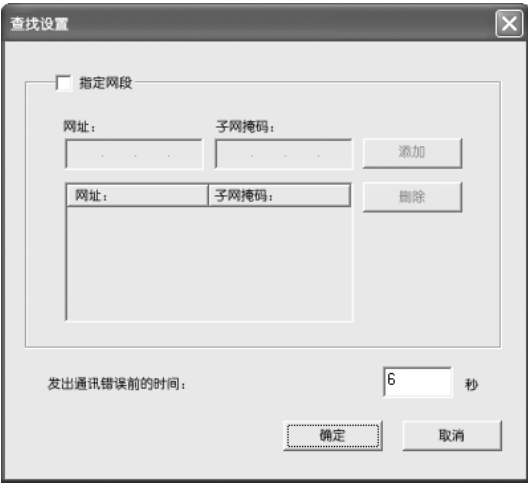 查找设置
指定网段
网址： 子网掩码：
添加
网址： 子网掩码：
删除
发出通讯错误前的时间： 6 秒
确定 取消